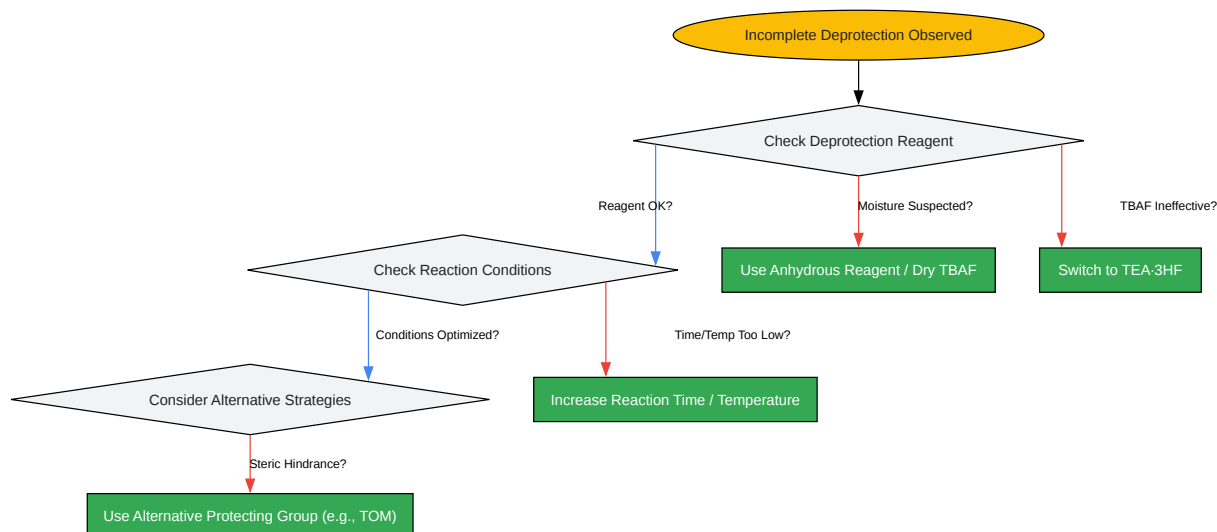 Incomplete Deprotection Observed
Check Deprotection Reagent
Reagent OK?
Moisture Suspected?
TBAF Ineffective?
Check Reaction Conditions
Use Anhydrous Reagent / Dry TBAF
Switch to TEA·3HF
Conditions Optimized?
Time/Temp Too Low?
Consider Alternative Strategies
Increase Reaction Time / Temperature
Steric Hindrance?
Use Alternative Protecting Group (e.g., TOM)